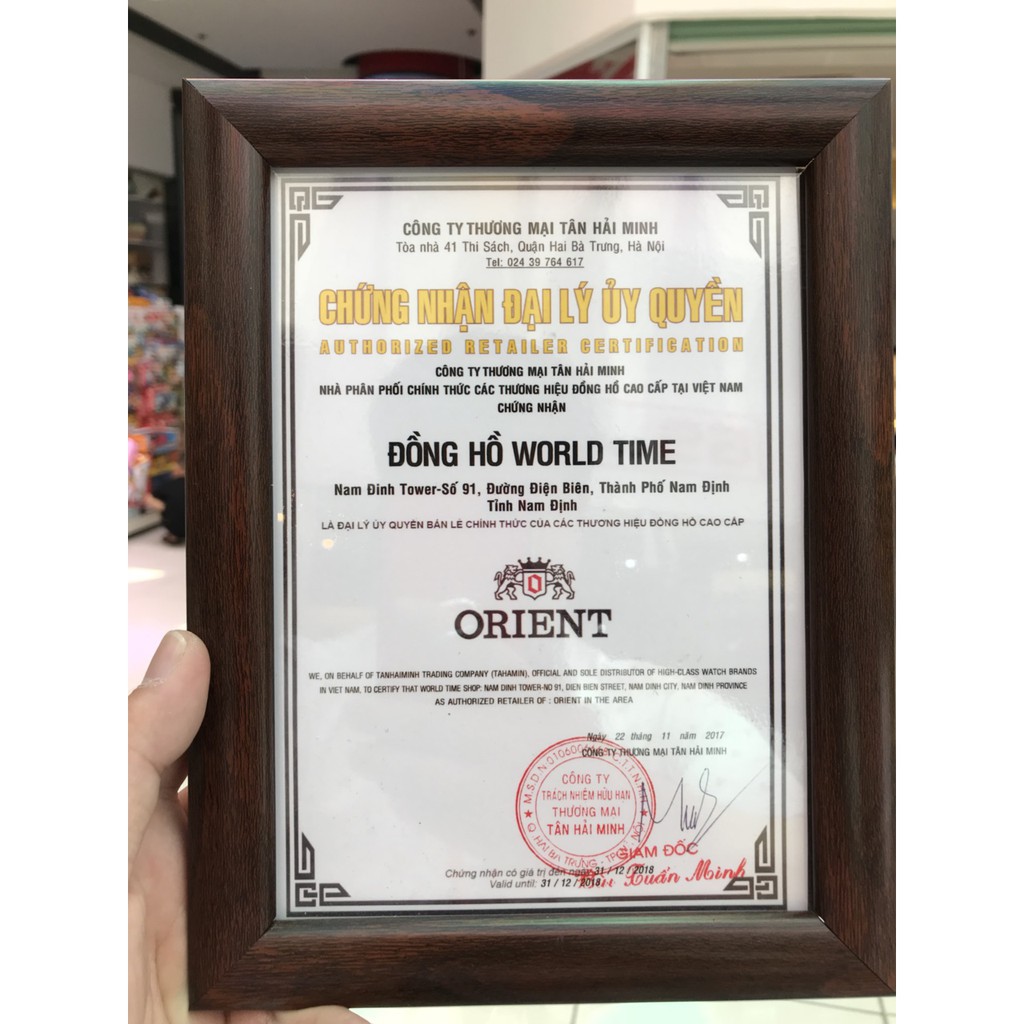 CÔNG TY THƯƠNG MẠI TÂN HẢI MINH
Tòa nhà 41 Thi Sách, Quận Hai Bà Trưng, Hà Nội
Tel: 024 39 764 617
CHỨNG NHẬN ĐẠI LÝ ỦY QUYỀN
AUTHORIZED RETAILER CERTIFICATION
CÔNG TY THƯƠNG MẠI TÂN HẢI MINH
NHÀ PHÂN PHỐI CHÍNH THỨC CÁC THƯƠNG HIỆU ĐỒNG HỒ CAO CẤP TẠI VIỆT NAM
CHỨNG NHẬN
ĐỒNG HỒ WORLD TIME
Nam Đinh Tower-Số 91, Đường Điện Biên, Thành Phố Nam Định
Tỉnh Nam Định
LÀ ĐẠI LÝ ỦY QUYỀN BÁN LẺ CHÍNH THỨC CỦA CÁC THƯƠNG HIỆU ĐỒNG HỒ CAO CẤP
ORIENT
WE, ON BEHALF OF TANHAIMINH TRADING COMPANY (TAHAMIN), OFFICIAL AND SOLE DISTRIBUTOR OF HIGH-CLASS WATCH BRANDS
IN VIET NAM, TO CERTIFY THAT WORLD TIME SHOP: NAM DINH TOWER-NO 91, DIEN BIEN STREET, NAM DINH CITY, NAM DINH PROVINCE
AS AUTHORIZED RETAILER OF : ORIENT IN THE AREA
Ngày 22 tháng 11 năm 2017
CÔNG TY THƯƠNG MẠI TÂN HẢI MINH
CÔNG TY
TRÁCH NHIỆM HỮU HẠN
THƯƠNG MẠI
TÂN HẢI MINH
GIÁM ĐỐC
Xuân Minh
Chứng nhận có giá trị đến ngày 31/12/2018
Valid until: 31/12/2018